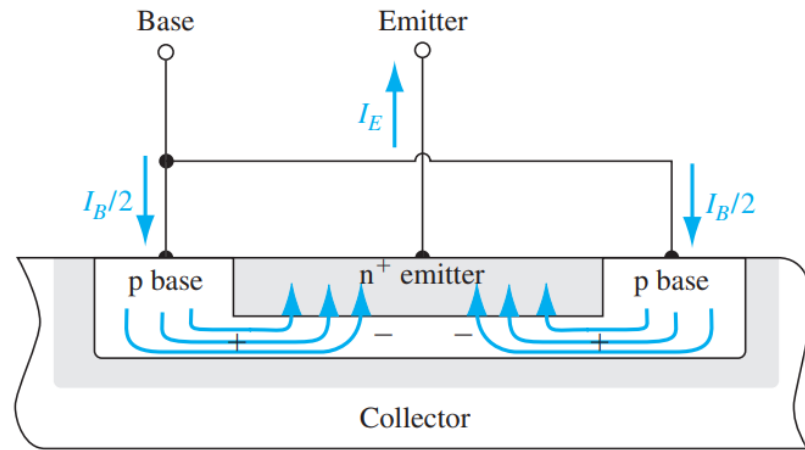 Base
Emitter
I_E
I_B/2
I_B/2
p base
n⁺ emitter
p base
+
−
−
+
Collector